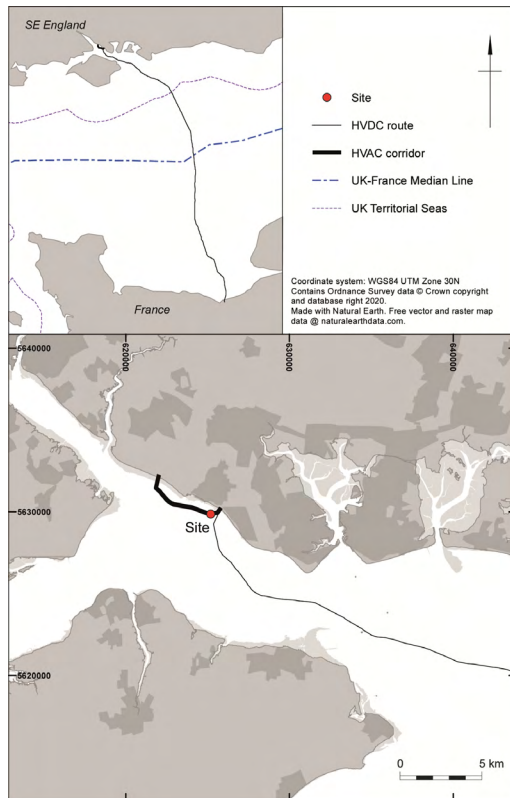 SE England
France
Site
HVDC route
HVAC corridor
UK-France Median Line
UK Territorial Seas
Coordinate system: WGS84 UTM Zone 30N
Contains Ordnance Survey data © Crown copyright
and database right 2020.
Made with Natural Earth. Free vector and raster map
data @ naturalearthdata.com.
5640000
620000
630000
640000
5630000
Site
5620000
0
5 km